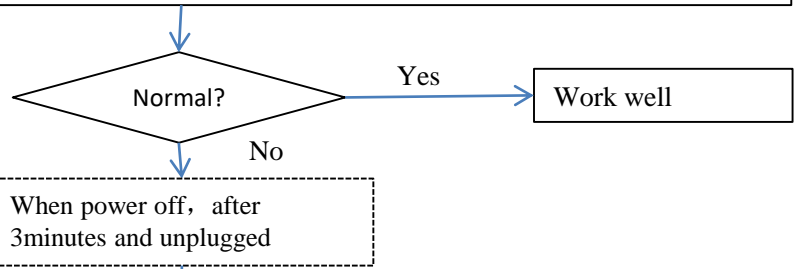 Normal?
Yes
Work well
No
When power off，after
3minutes and unplugged